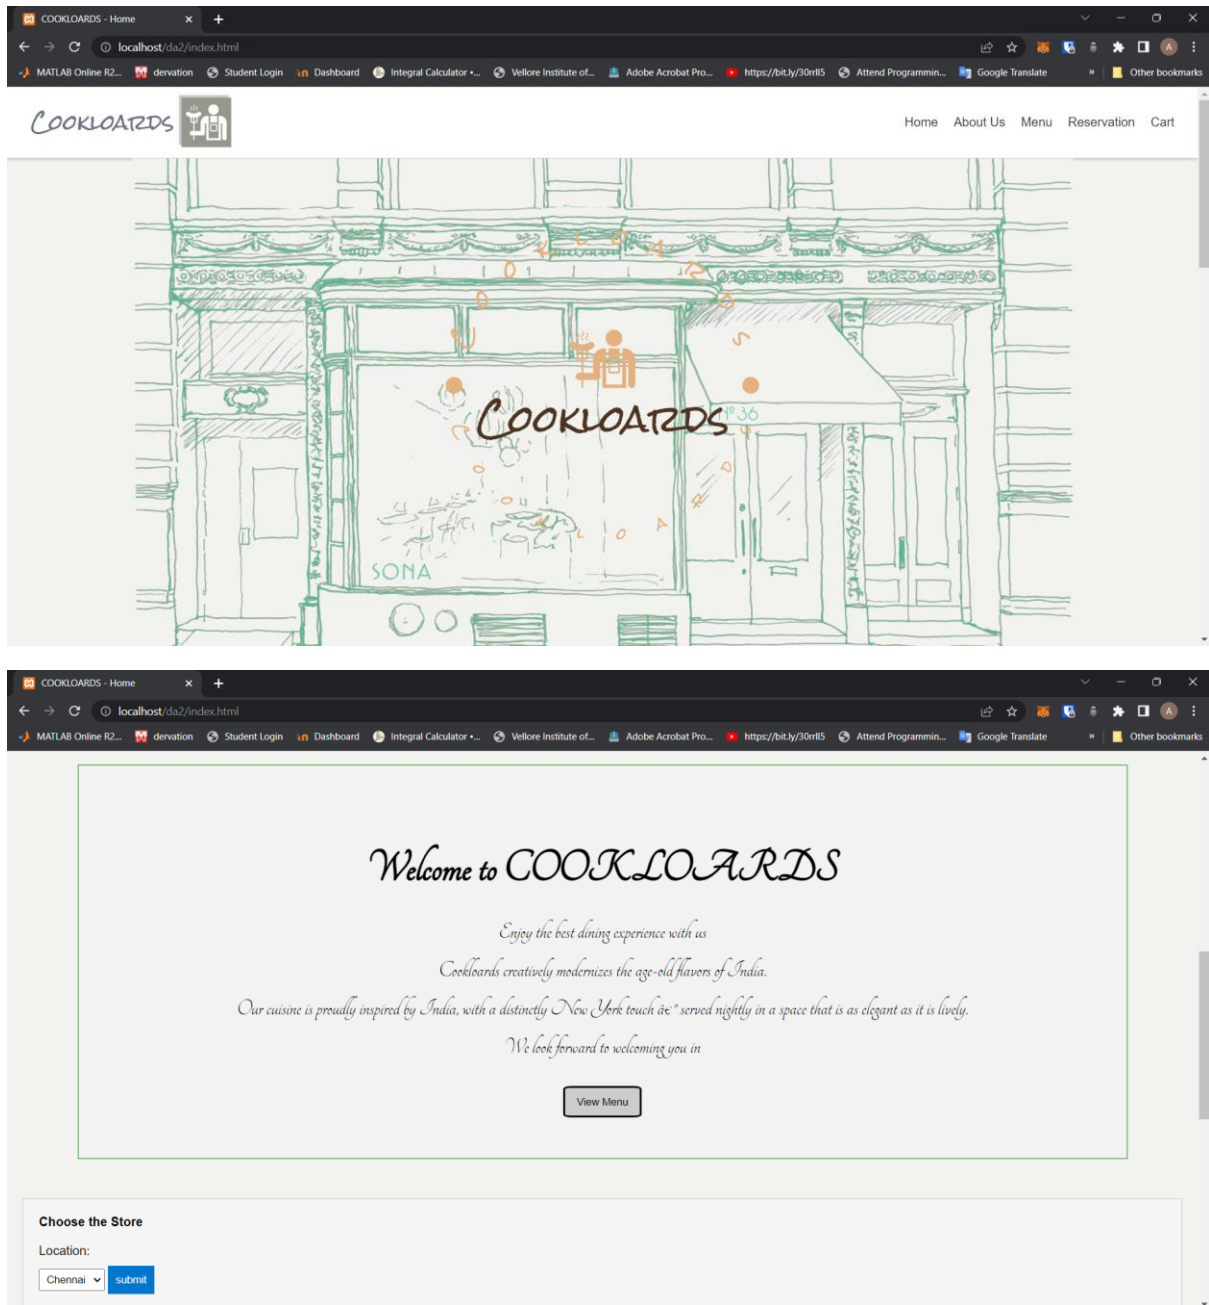 COOKLOARDS - Home
localhost/da2/index.html
MATLAB Online R2... dervation Student Login Dashboard Integral Calculator •... Vellore Institute of... Adobe Acrobat Pro... https://bit.ly/30rrII5 Attend Programmin... Google Translate » Other bookmarks
COOKLOARDS
Home About Us Menu Reservation Cart
COOKLOARDS
COOKLOARDS
Nº 36
COOKLOARDS
SONA
COOKLOARDS - Home
localhost/da2/index.html
MATLAB Online R2... dervation Student Login Dashboard Integral Calculator •... Vellore Institute of... Adobe Acrobat Pro... https://bit.ly/30rrII5 Attend Programmin... Google Translate » Other bookmarks
Welcome to COOKLOARDS
Enjoy the best dining experience with us
Cookloards creatively modernizes the age-old flavors of India.
Our cuisine is proudly inspired by India, with a distinctly New York touch â€" served nightly in a space that is as elegant as it is lively.
We look forward to welcoming you in
View Menu
Choose the Store
Location:
Chennai submit